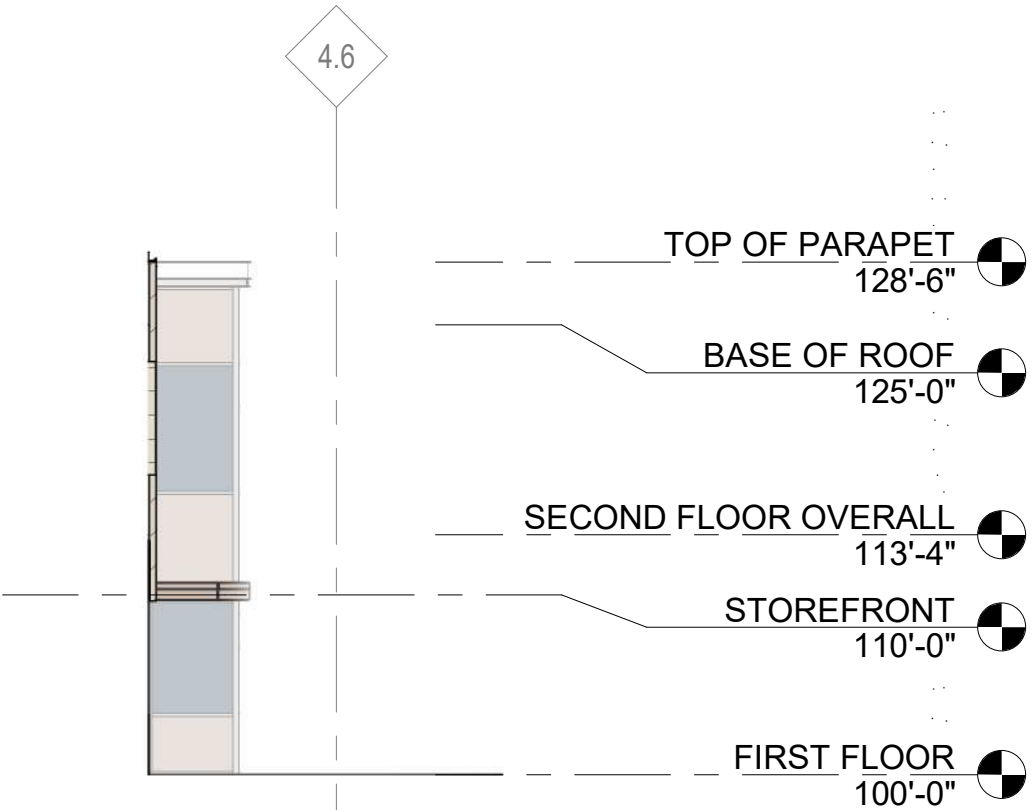 4.6
TOP OF PARAPET
128'-6"
BASE OF ROOF
125'-0"
SECOND FLOOR OVERALL
113'-4"
STOREFRONT
110'-0"
FIRST FLOOR
100'-0"